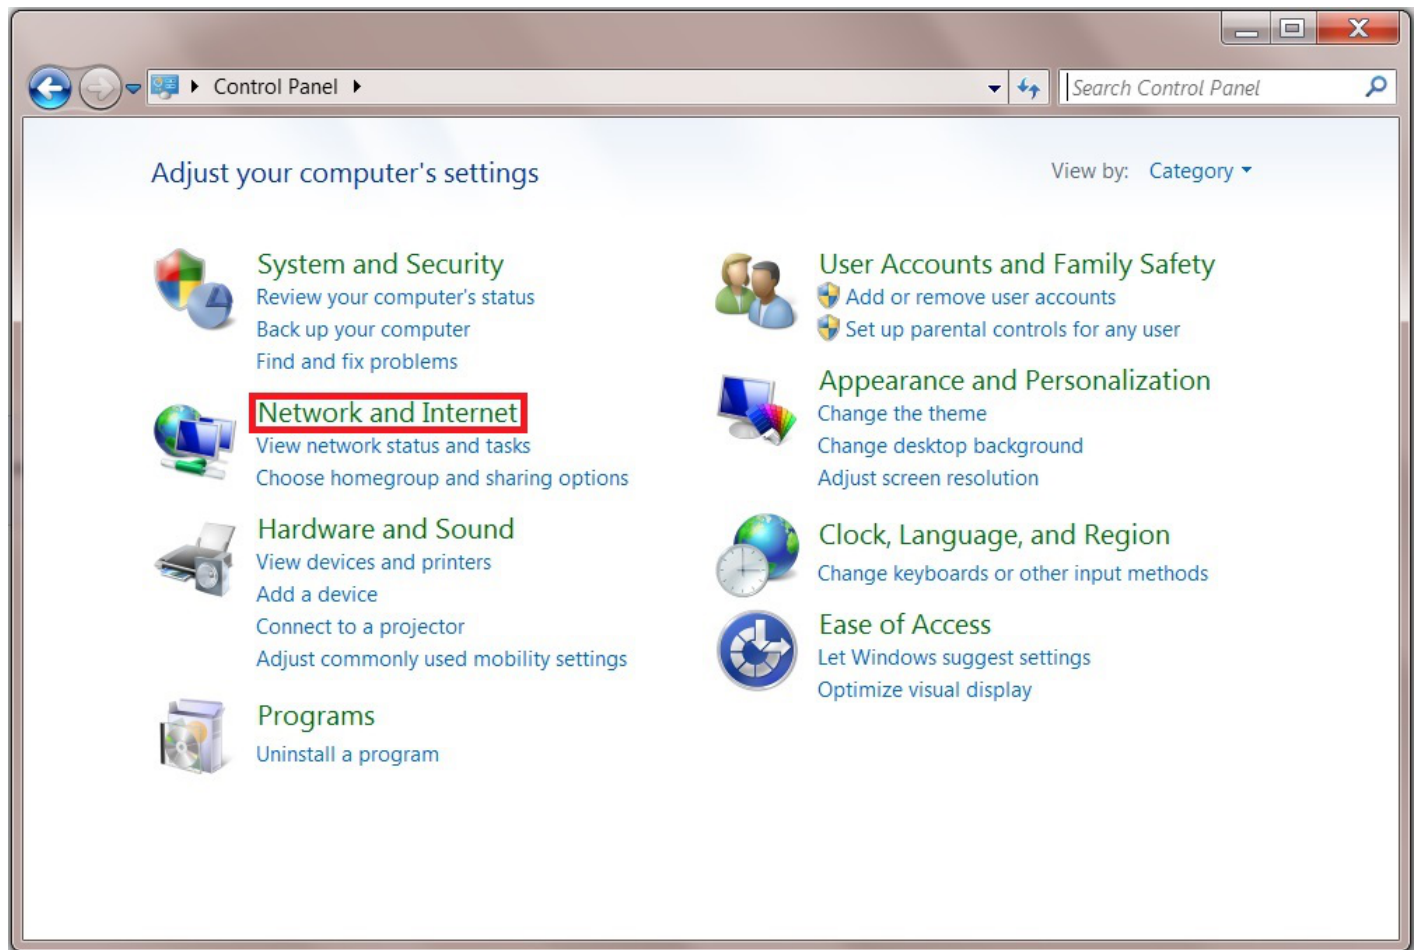 Control Panel
Search Control Panel
Adjust your computer's settings
View by: Category
System and Security
Review your computer's status
Back up your computer
Find and fix problems
Network and Internet
View network status and tasks
Choose homegroup and sharing options
Hardware and Sound
View devices and printers
Add a device
Connect to a projector
Adjust commonly used mobility settings
Programs
Uninstall a program
User Accounts and Family Safety
Add or remove user accounts
Set up parental controls for any user
Appearance and Personalization
Change the theme
Change desktop background
Adjust screen resolution
Clock, Language, and Region
Change keyboards or other input methods
Ease of Access
Let Windows suggest settings
Optimize visual display